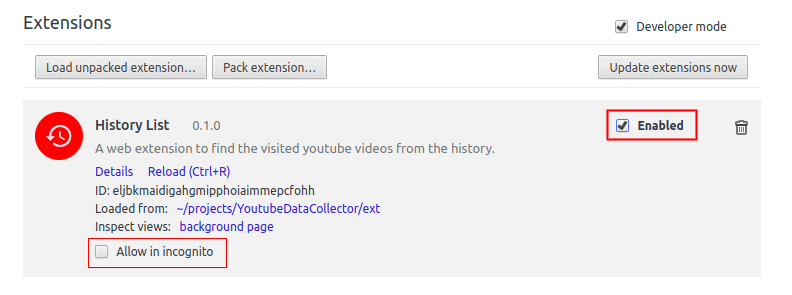 Extensions
Developer mode
Load unpacked extension...
Pack extension...
Update extensions now
History List 0.1.0
Enabled
A web extension to find the visited youtube videos from the history.
Details Reload (Ctrl+R)
ID: eljbkmaidigahgmipphoiaimmepcfohh
Loaded from: ~/projects/YoutubeDataCollector/ext
Inspect views: background page
Allow in incognito